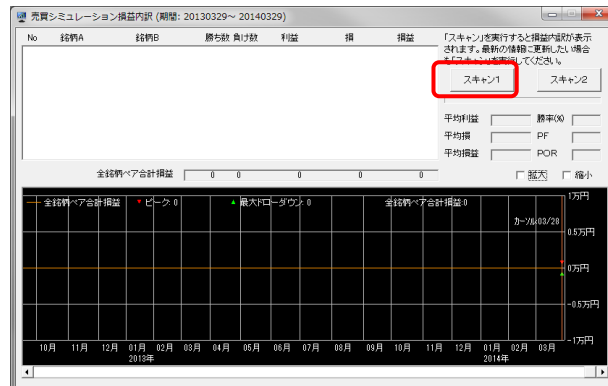 売買シミュレーション損益内訳 (期間: 20130329～ 20140329)
No 銘柄A 銘柄B 勝ち数 負け数 利益 損 損益
「スキャン」を実行すると損益内訳が表示
されます。最新の情報に更新したい場合
も「スキャン」を実行してください。
スキャン1 スキャン2
平均利益 勝率(%)
平均損 PF
平均損益 POR
全銘柄ペア合計損益 0 0 0 0 0
拡大 縮小
全銘柄ペア合計損益 ピーク: 0 最大ドローダウン: 0 全銘柄ペア合計損益:0
カーソル:03/28
1万円
0.5万円
0万円
-0.5万円
-1万円
10月 11月 12月 01月 02月 03月 04月 05月 06月 07月 08月 09月 10月 11月 12月 01月 02月 03月
2013年 2014年